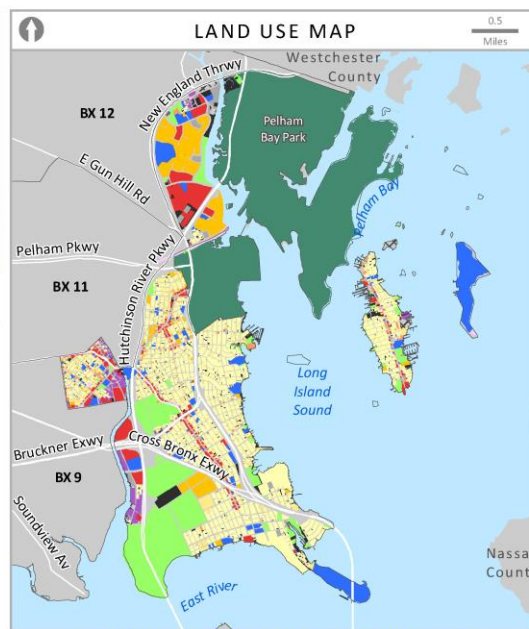 LAND USE MAP
0.5
Miles
Westchester
County
New England Thrwy
BX 12
Pelham
Bay Park
E Gun Hill Rd
Pelham Bay
Pelham Pkwy
Hutchinson River Pkwy
BX 11
Long
Island
Sound
Bruckner Exwy
Cross Bronx Exwy
BX 9
Soundview Av
Nassa
Count
East River